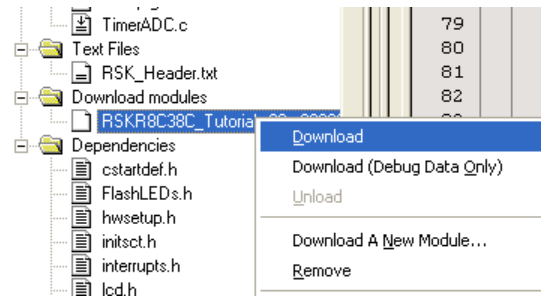 TimerADC.c
Text Files
RSK_Header.txt
Download modules
RSKR8C38C_Tutorial
Dependencies
cstartdef.h
FlashLEDs.h
hwsetup.h
initsct.h
interrupts.h
lcd.h
79
80
81
82
Download
Download (Debug Data Only)
Unload
Download A New Module...
Remove